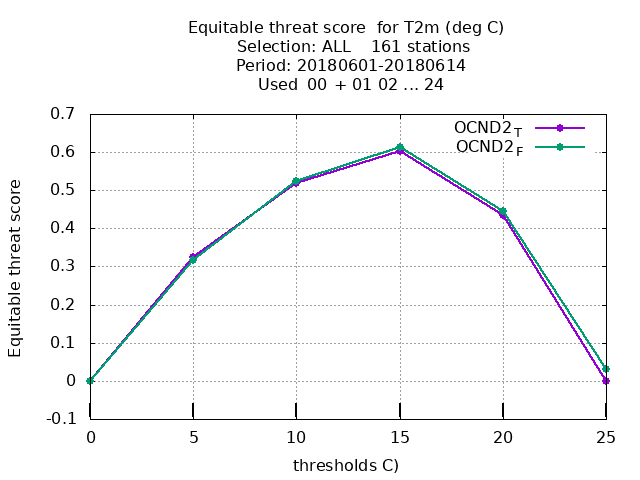 Equitable threat score  for T2m (deg C)
Selection: ALL    161 stations
Period: 20180601-20180614
Used  00  + 01 02 ... 24
0.7
0.6
0.5
0.4
0.3
0.2
0.1
0
-0.1
Equitable threat score
OCND2T
OCND2F
0 5 10 15 20 25
thresholds C)